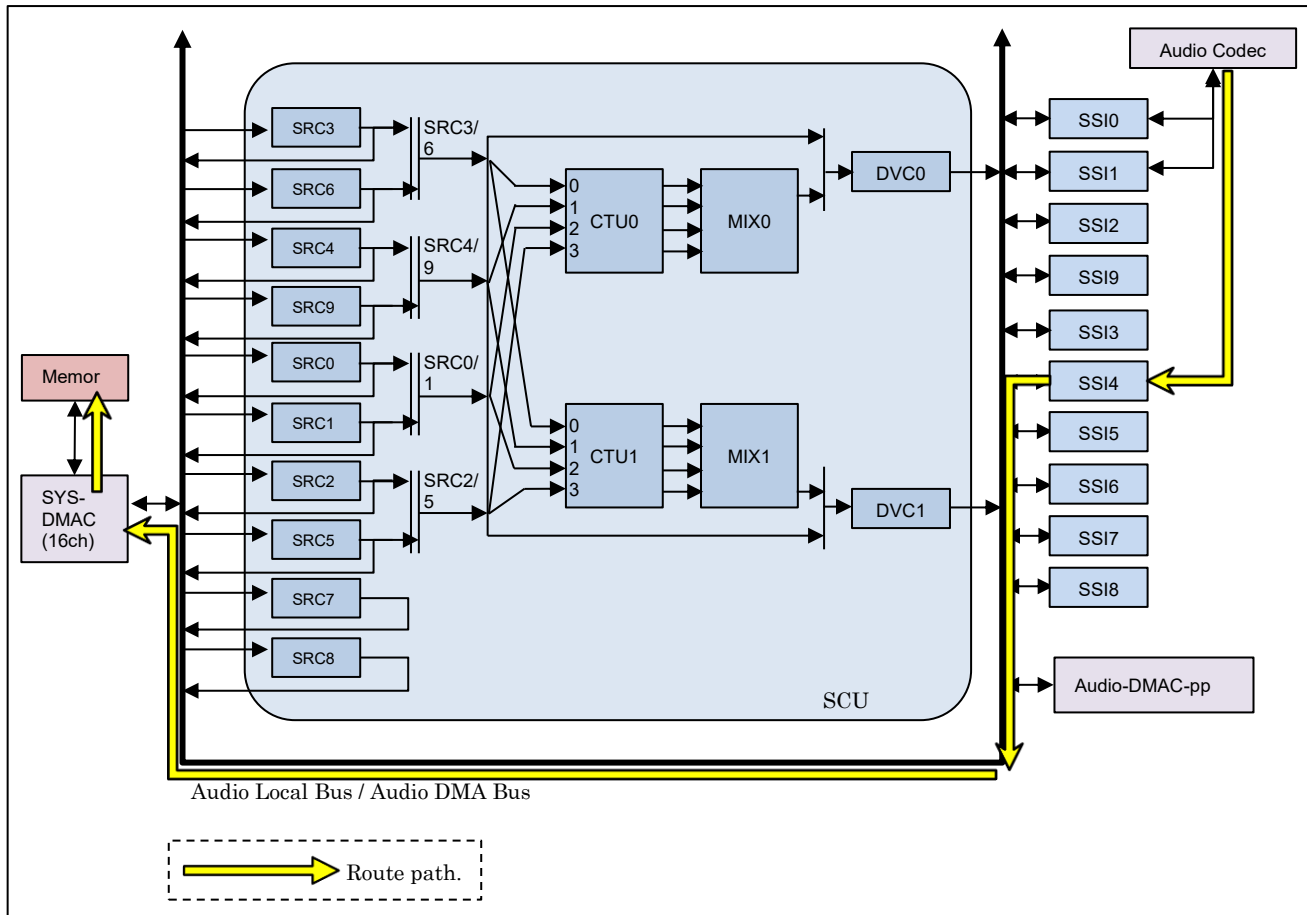 Audio Codec
SRC3
SRC3/
6
SRC6
SRC4
SRC4/
9
SRC9
SRC0
SRC0/
1
SRC1
SRC2
SRC2/
5
SRC5
SRC7
SRC8
0
1
2
3
CTU0
MIX0
DVC0
0
1
2
3
CTU1
MIX1
DVC1
SCU
SSI0
SSI1
SSI2
SSI9
SSI3
SSI4
SSI5
SSI6
SSI7
SSI8
Audio-DMAC-pp
Memor
SYS-
DMAC
(16ch)
Audio Local Bus / Audio DMA Bus
Route path.